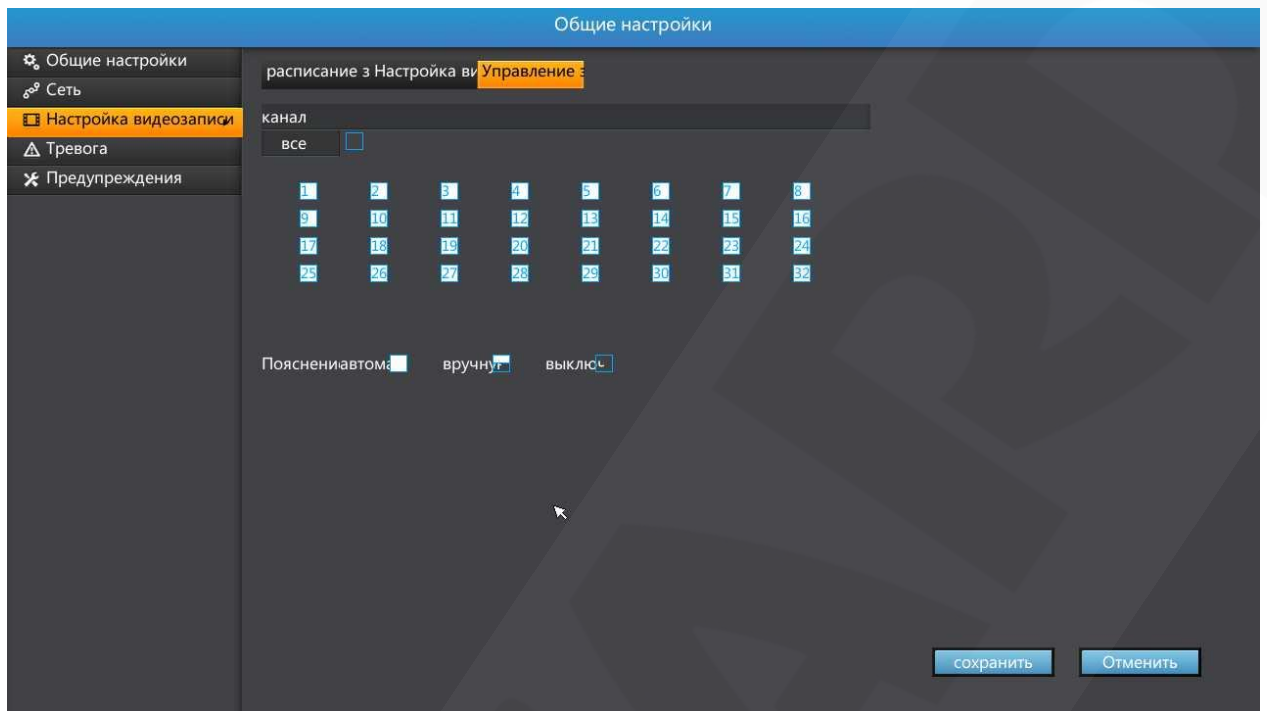 Общие настройки
Общие настройки
Сеть
Настройка видеозаписи
Тревога
Предупреждения
расписание з Настройка ви Управление з
канал
все
1 2 3 4 5 6 7 8
9 10 11 12 13 14 15 16
17 18 19 20 21 22 23 24
25 26 27 28 29 30 31 32
Пояснени автома вручну выклю
сохранить Отменить